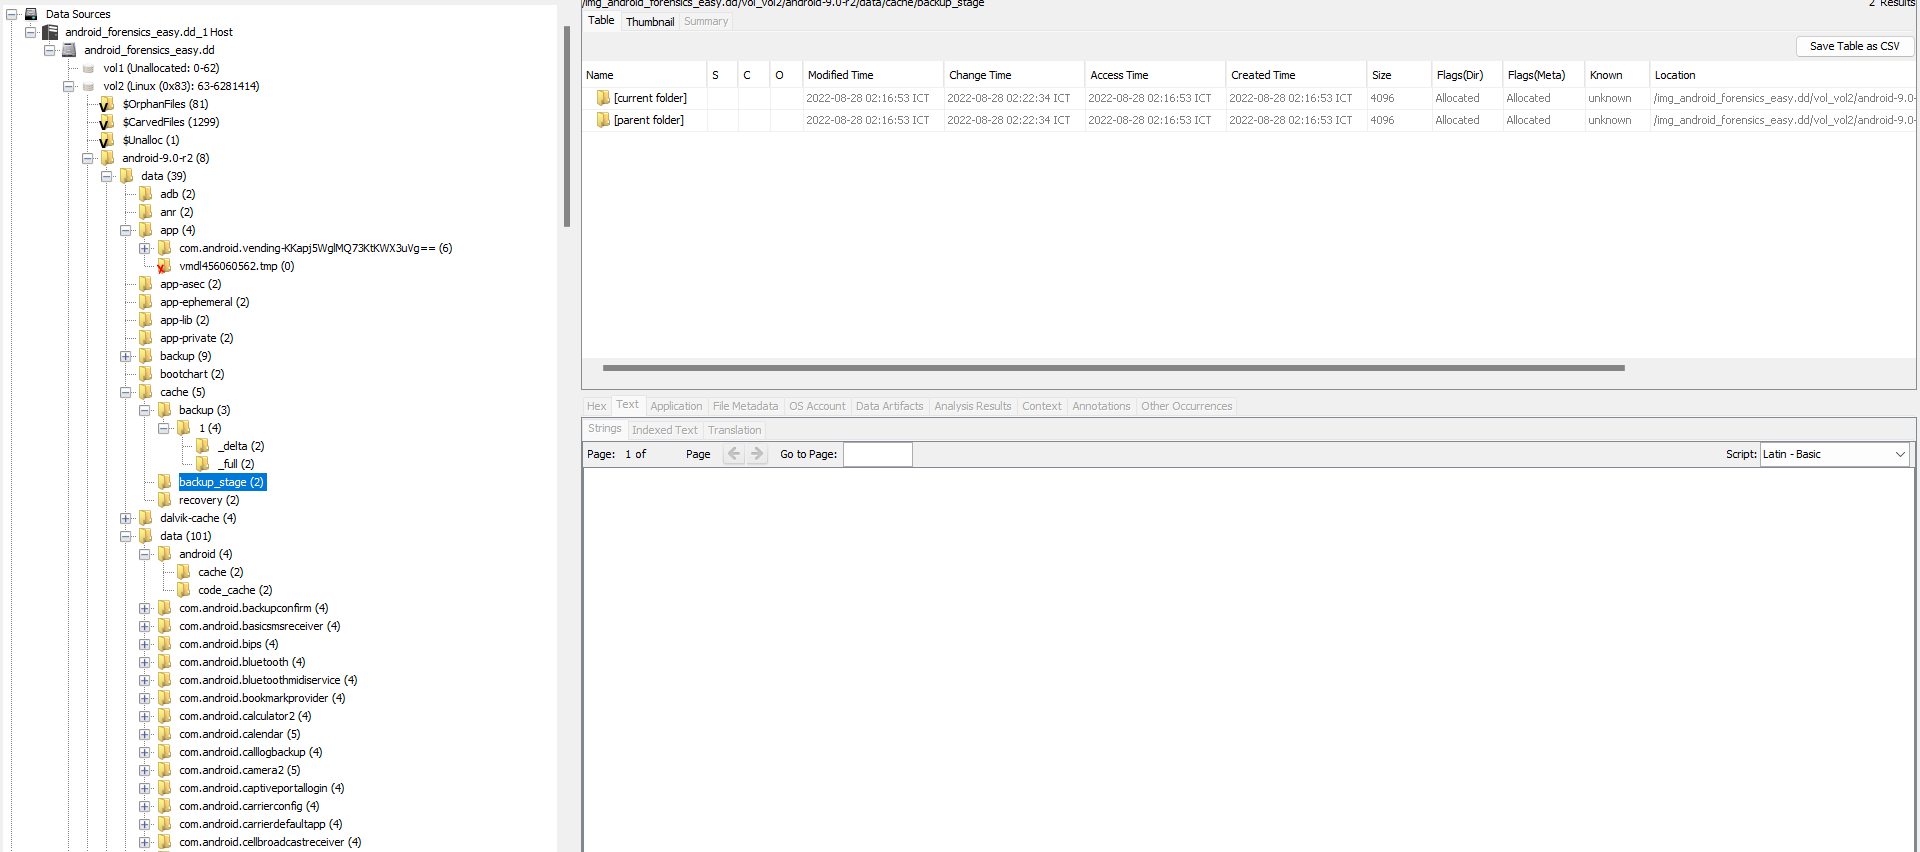 Data Sources
android_forensics_easy.dd_1 Host
android_forensics_easy.dd
vol1 (Unallocated: 0-62)
vol2 (Linux (0x83): 63-6281414)
$OrphanFiles (81)
$CarvedFiles (1299)
$Unalloc (1)
android-9.0-r2 (8)
data (39)
adb (2)
anr (2)
app (4)
com.android.vending-KKapj5WglMQ73KtKWX3uVg== (6)
vmdl456060562.tmp (0)
app-asec (2)
app-ephemeral (2)
app-lib (2)
app-private (2)
backup (9)
bootchart (2)
cache (5)
backup (3)
1 (4)
_delta (2)
_full (2)
backup_stage (2)
recovery (2)
dalvik-cache (4)
data (101)
android (4)
cache (2)
code_cache (2)
com.android.backupconfirm (4)
com.android.basicsmsreceiver (4)
com.android.bips (4)
com.android.bluetooth (4)
com.android.bluetoothmidiservice (4)
com.android.bookmarkprovider (4)
com.android.calculator2 (4)
com.android.calendar (5)
com.android.calllogbackup (4)
com.android.camera2 (5)
com.android.captiveportallogin (4)
com.android.carrierconfig (4)
com.android.carrierdefaultapp (4)
com.android.cellbroadcastreceiver (4)
/img_android_forensics_easy.dd/vol_vol2/android-9.0-r2/data/cache/backup_stage 2 Results
Table Thumbnail Summary
Save Table as CSV
Name S C O Modified Time Change Time Access Time Created Time Size Flags(Dir) Flags(Meta) Known Location
[current folder] 2022-08-28 02:16:53 ICT 2022-08-28 02:22:34 ICT 2022-08-28 02:16:53 ICT 2022-08-28 02:16:53 ICT 4096 Allocated Allocated unknown /img_android_forensics_easy.dd/vol_vol2/android-9.0-
[parent folder] 2022-08-28 02:16:53 ICT 2022-08-28 02:22:34 ICT 2022-08-28 02:16:53 ICT 2022-08-28 02:16:53 ICT 4096 Allocated Allocated unknown /img_android_forensics_easy.dd/vol_vol2/android-9.0-
Hex Text Application File Metadata OS Account Data Artifacts Analysis Results Context Annotations Other Occurrences
Strings Indexed Text Translation
Page: 1 of Page Go to Page: Script: Latin - Basic